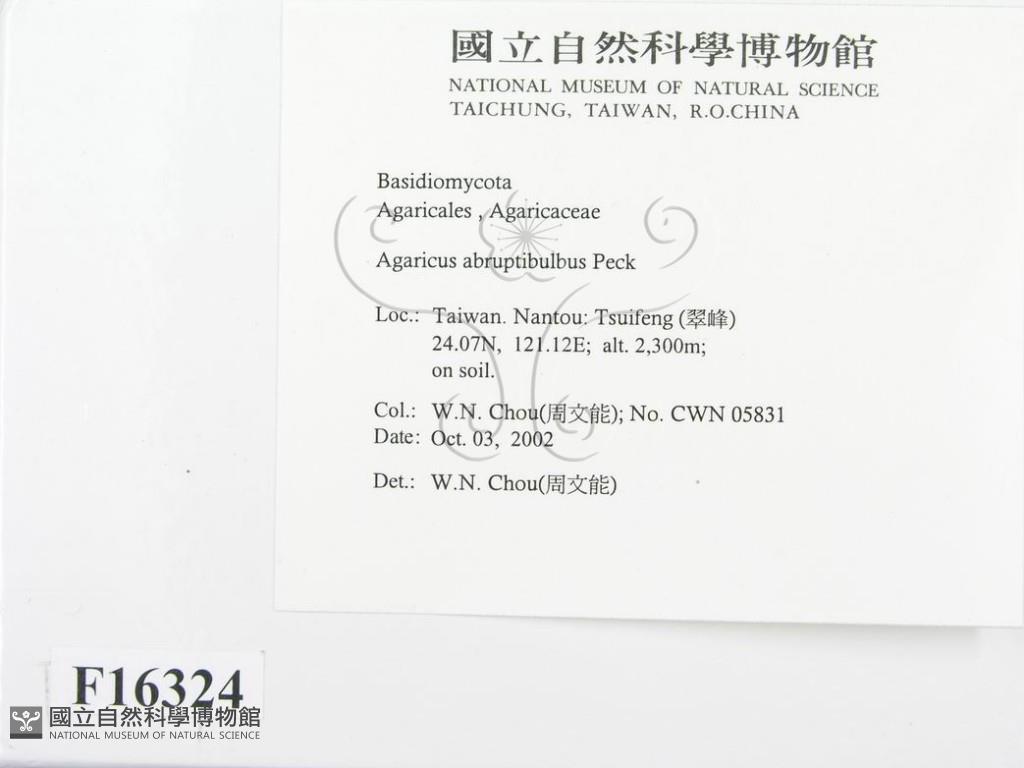 國立自然科學博物館
NATIONAL MUSEUM OF NATURAL SCIENCE
TAICHUNG, TAIWAN, R.O.CHINA
Basidiomycota
Agaricales , Agaricaceae
Agaricus abruptibulbus Peck
Loc.: Taiwan. Nantou: Tsuifeng (翠峰)
24.07N, 121.12E; alt. 2,300m;
on soil.
Col.: W.N. Chou(周文能); No. CWN 05831
Date: Oct. 03, 2002
Det.: W.N. Chou(周文能)
F16324
國立自然科學博物館
NATIONAL MUSEUM OF NATURAL SCIENCE